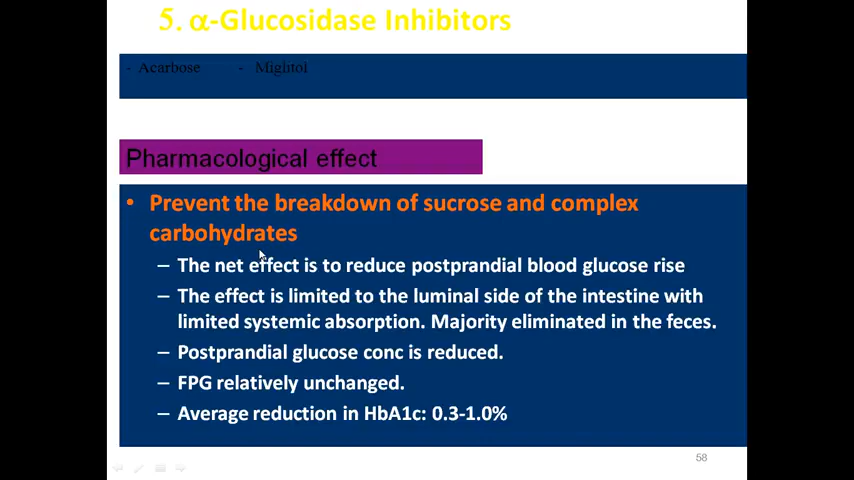 5. α-Glucosidase Inhibitors
- Acarbose - Miglitol
Pharmacological effect
• Prevent the breakdown of sucrose and complex
carbohydrates
– The net effect is to reduce postprandial blood glucose rise
– The effect is limited to the luminal side of the intestine with
limited systemic absorption. Majority eliminated in the feces.
– Postprandial glucose conc is reduced.
– FPG relatively unchanged.
– Average reduction in HbA1c: 0.3-1.0%
58